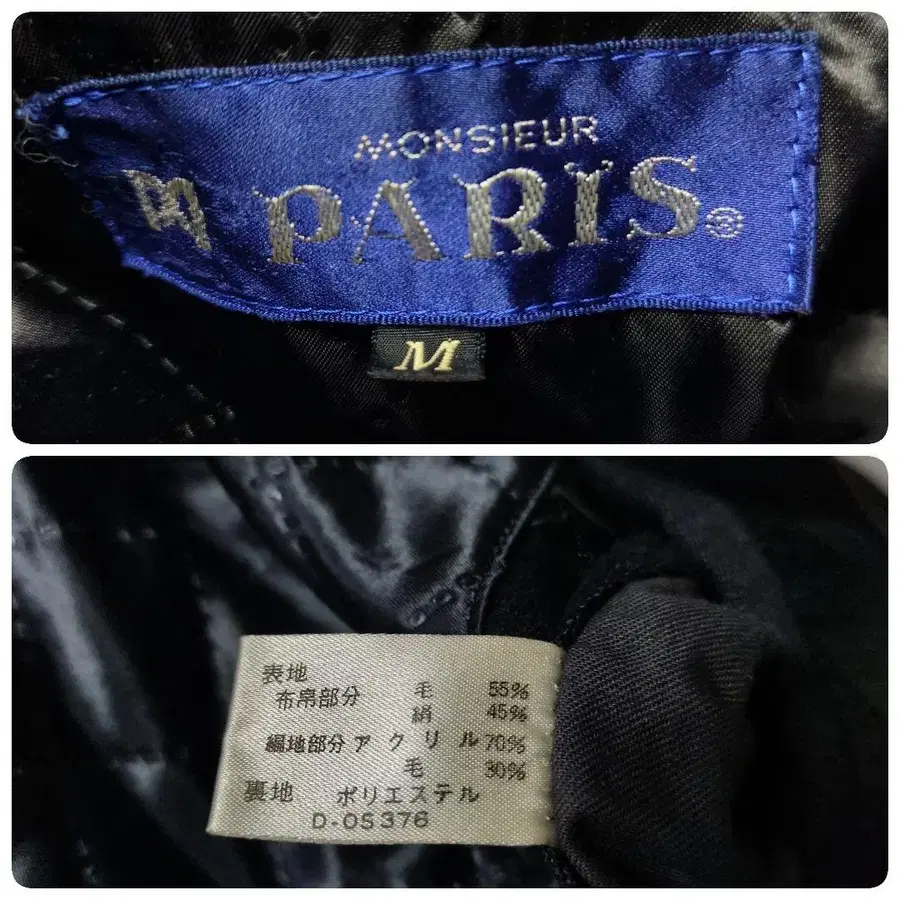 MONSIEUR
PARIS®
M
表地
布帛部分 毛 55%
絹 45%
編地部分 アクリル 70%
毛 30%
裏地 ポリエステル
D-OS376